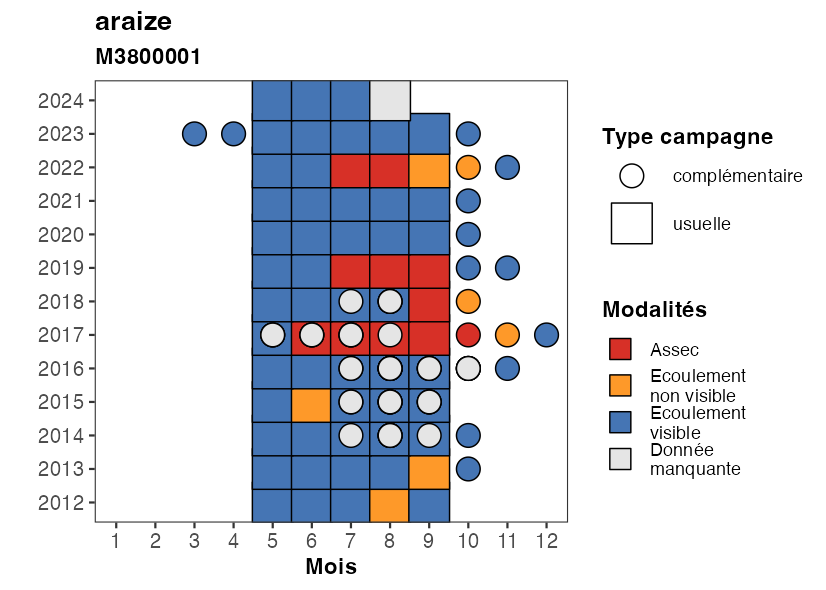 araize
M3800001
2024
2023
2022
2021
2020
2019
2018
2017
2016
2015
2014
2013
2012
1 2 3 4 5 6 7 8 9 10 11 12
Mois
Type campagne
complémentaire
usuelle
Modalités
Assec
Ecoulement
non visible
Ecoulement
visible
Donnée
manquante